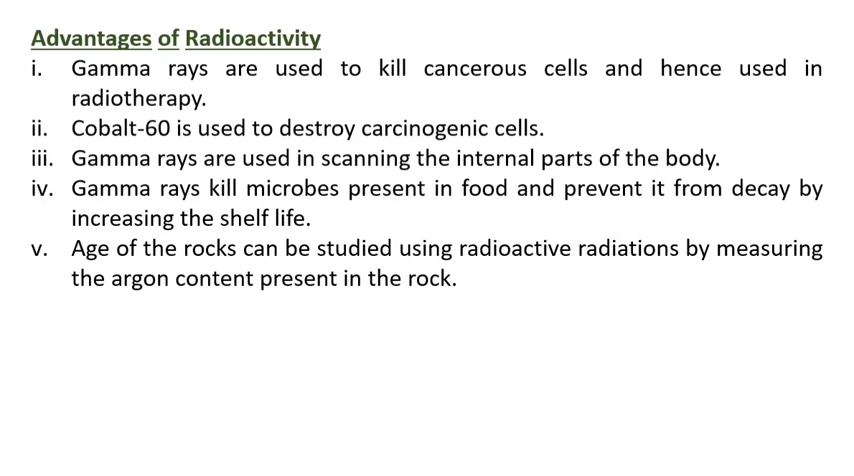 Advantages of Radioactivity
i. Gamma rays are used to kill cancerous cells and hence used in
radiotherapy.
ii. Cobalt-60 is used to destroy carcinogenic cells.
iii. Gamma rays are used in scanning the internal parts of the body.
iv. Gamma rays kill microbes present in food and prevent it from decay by
increasing the shelf life.
v. Age of the rocks can be studied using radioactive radiations by measuring
the argon content present in the rock.